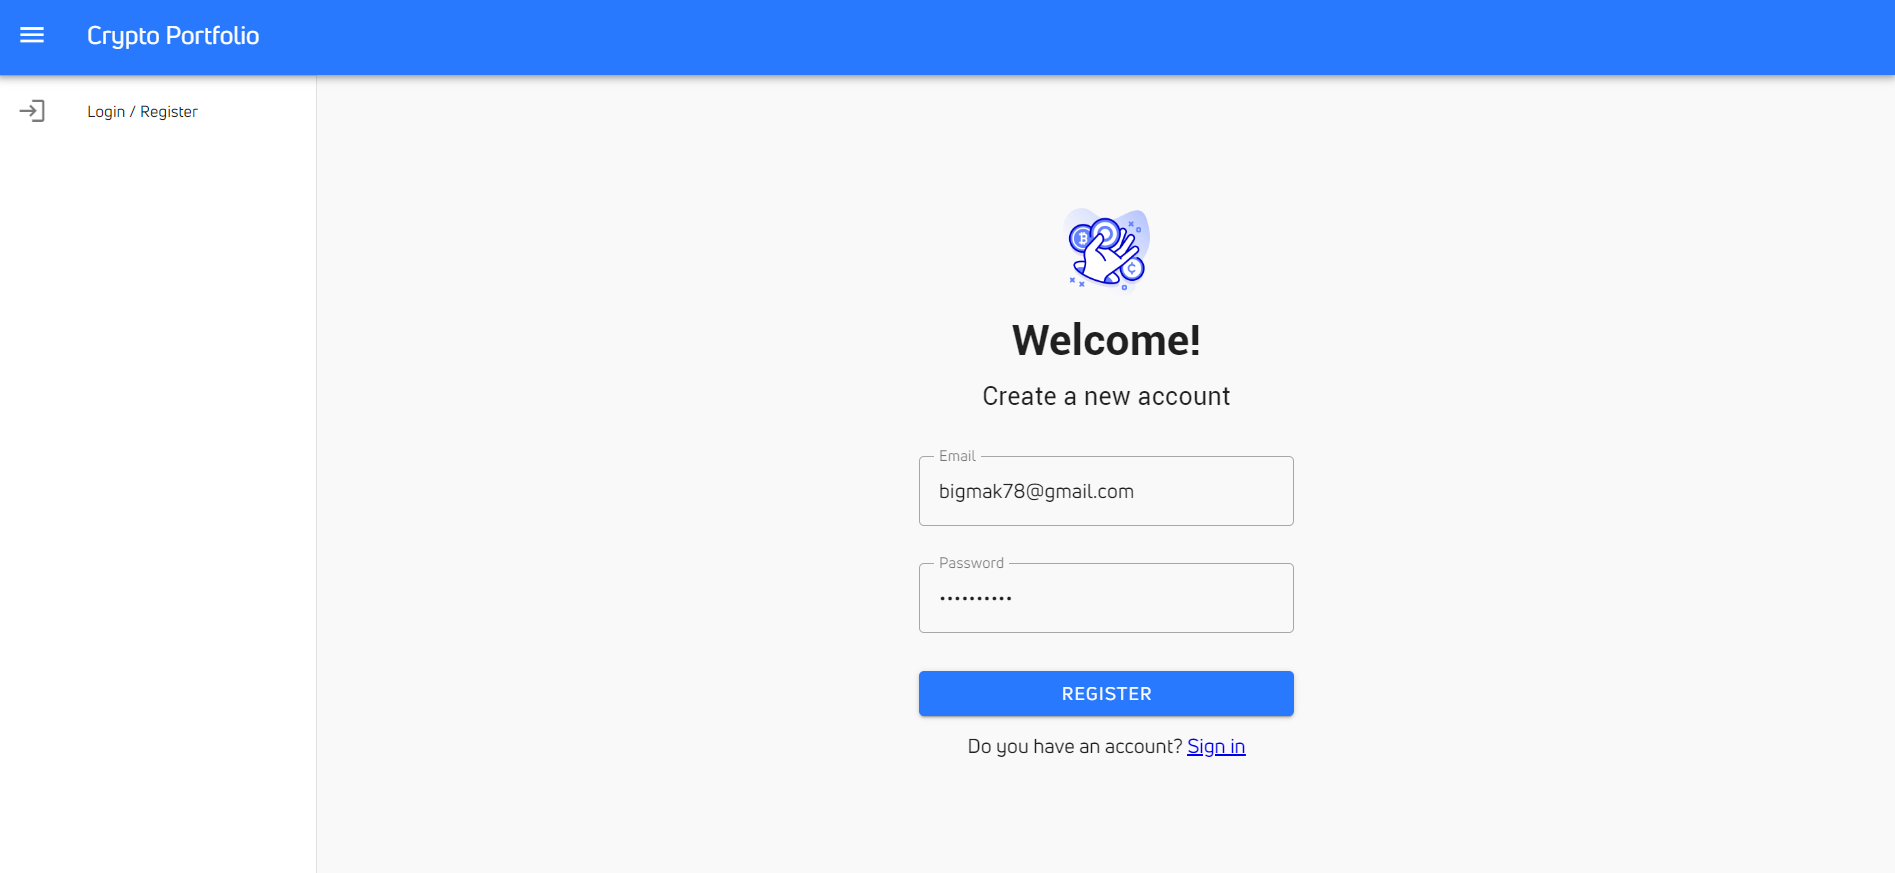 Crypto Portfolio
Login / Register
Welcome!
Create a new account
Email
bigmak78@gmail.com
Password
••••••••••
REGISTER
Do you have an account? Sign in